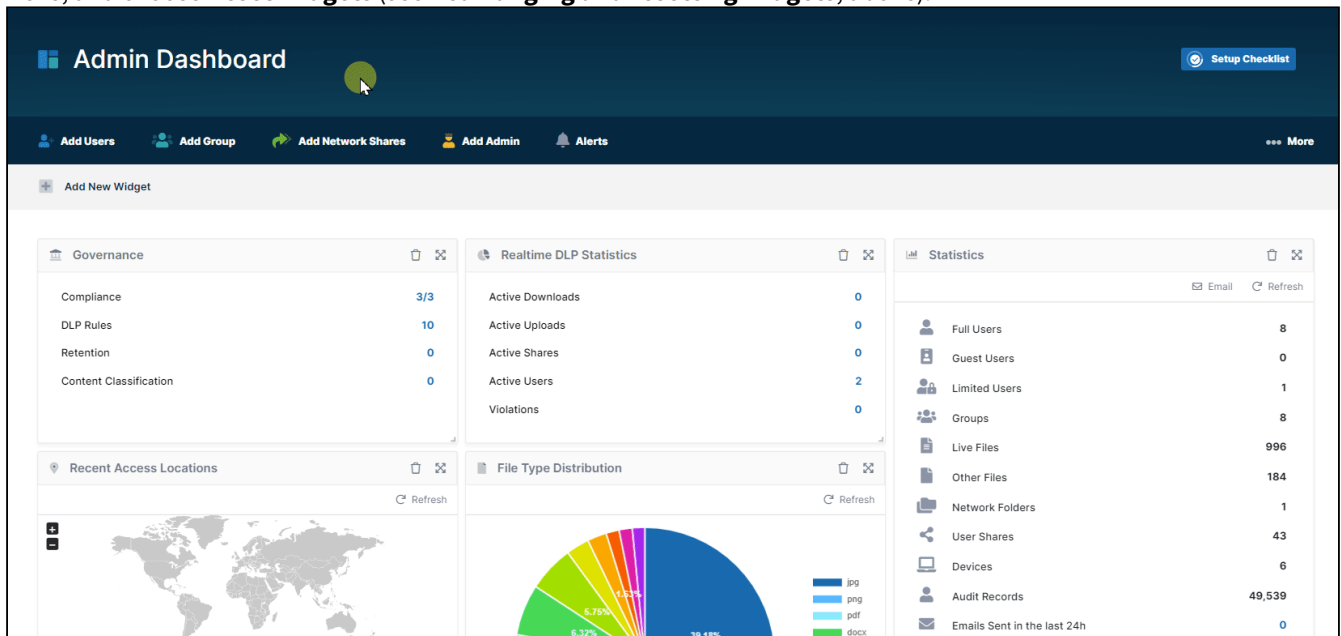 Admin Dashboard
Setup Checklist
Add Users
Add Group
Add Network Shares
Add Admin
Alerts
More
Add New Widget
Governance
Compliance 3/3
DLP Rules 10
Retention 0
Content Classification 0
Realtime DLP Statistics
Active Downloads 0
Active Uploads 0
Active Shares 0
Active Users 2
Violations 0
Statistics
Email Refresh
Full Users 8
Guest Users 0
Limited Users 1
Groups 8
Live Files 996
Other Files 184
Network Folders 1
User Shares 43
Devices 6
Audit Records 49,539
Emails Sent in the last 24h 0
Recent Access Locations
Refresh
File Type Distribution
Refresh
1.63%
5.75%
6.32%
39.18%
jpg
png
pdf
docx